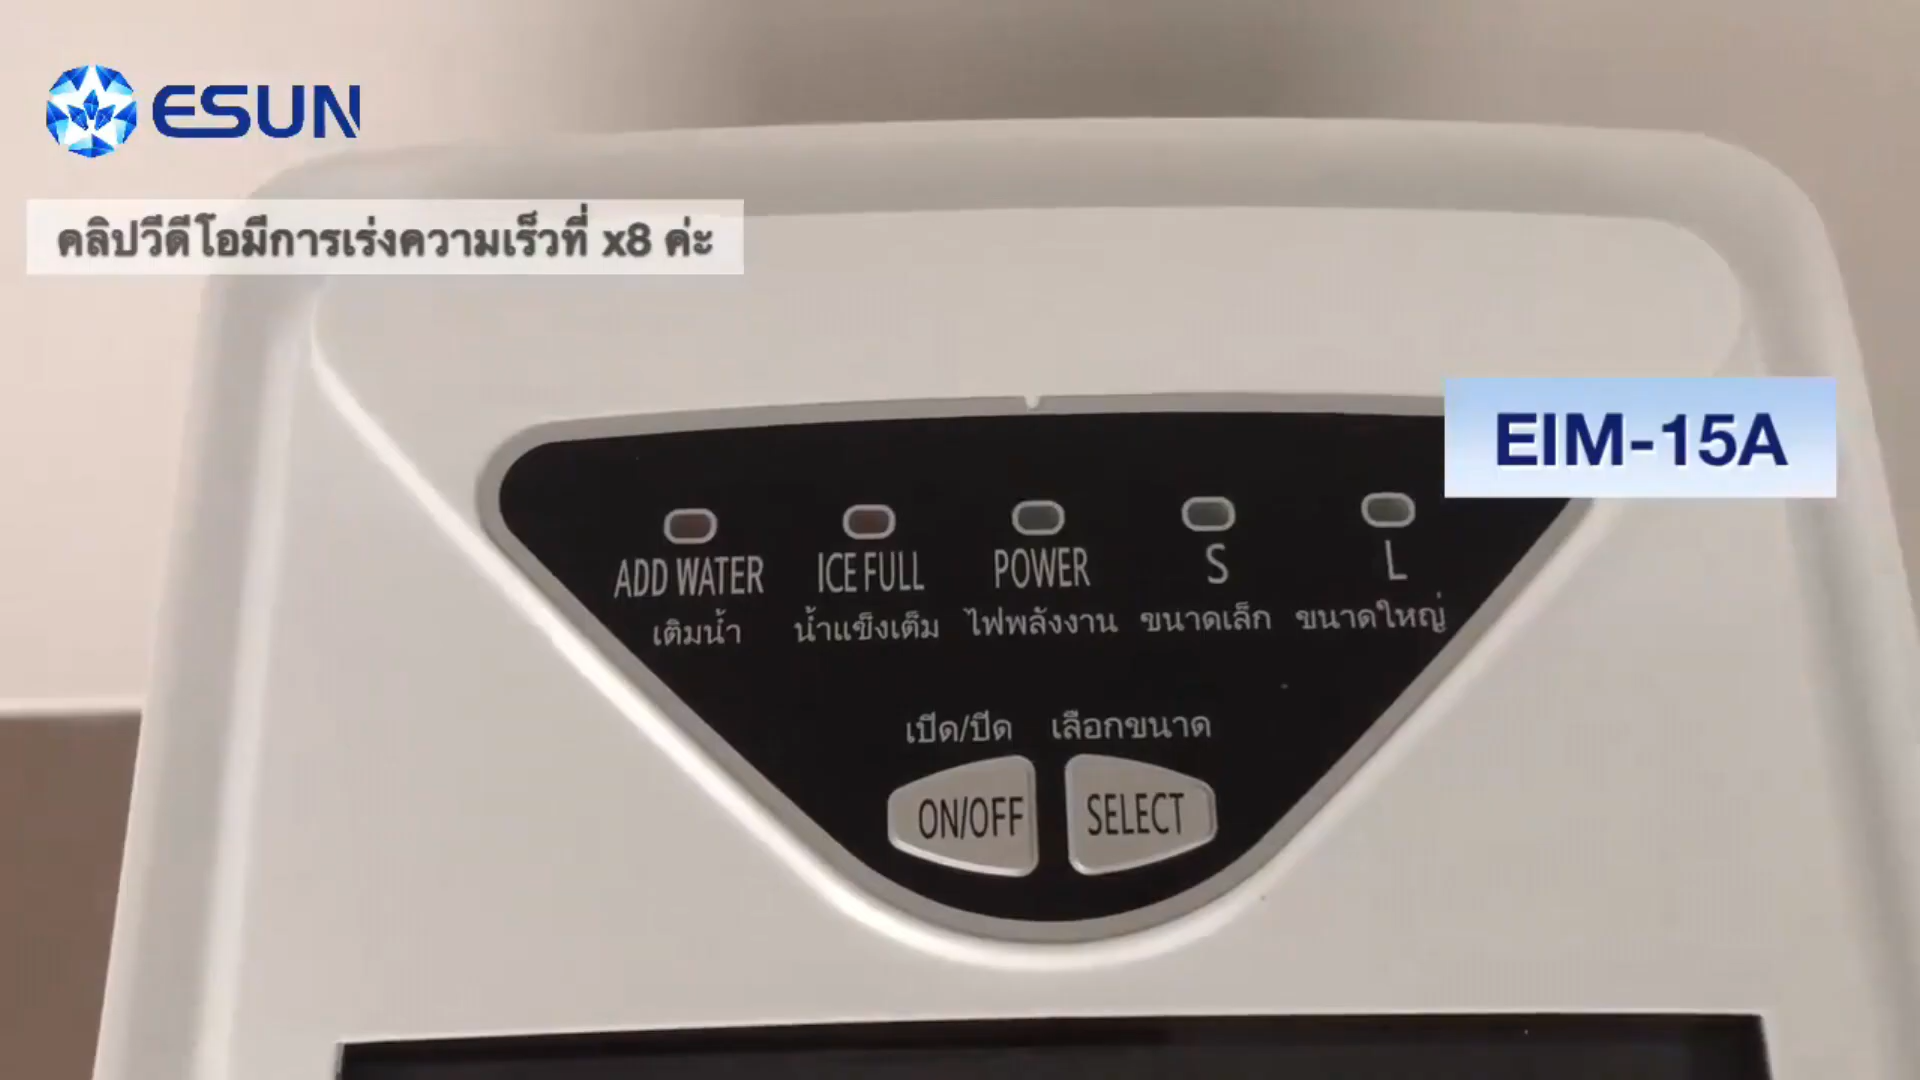 ESUN
คลิปวีดีโอมีการเร่งความเร็วที่ x8 ค่ะ
EIM-15A
ADD WATER ICE FULL POWER S L
เติมน้ำ น้ำแข็งเต็ม ไฟพลังงาน ขนาดเล็ก ขนาดใหญ่
เปิด/ปิด เลือกขนาด
ON/OFF SELECT